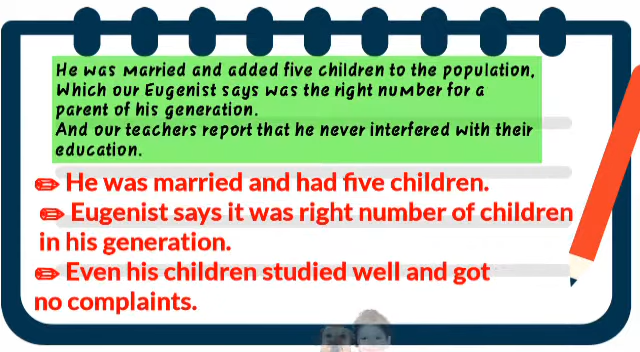 He was married and added five children to the population,
Which our Eugenist says was the right number for a
parent of his generation.
And our teachers report that he never interfered with their
education.
He was married and had five children.
Eugenist says it was right number of children
in his generation.
Even his children studied well and got
no complaints.